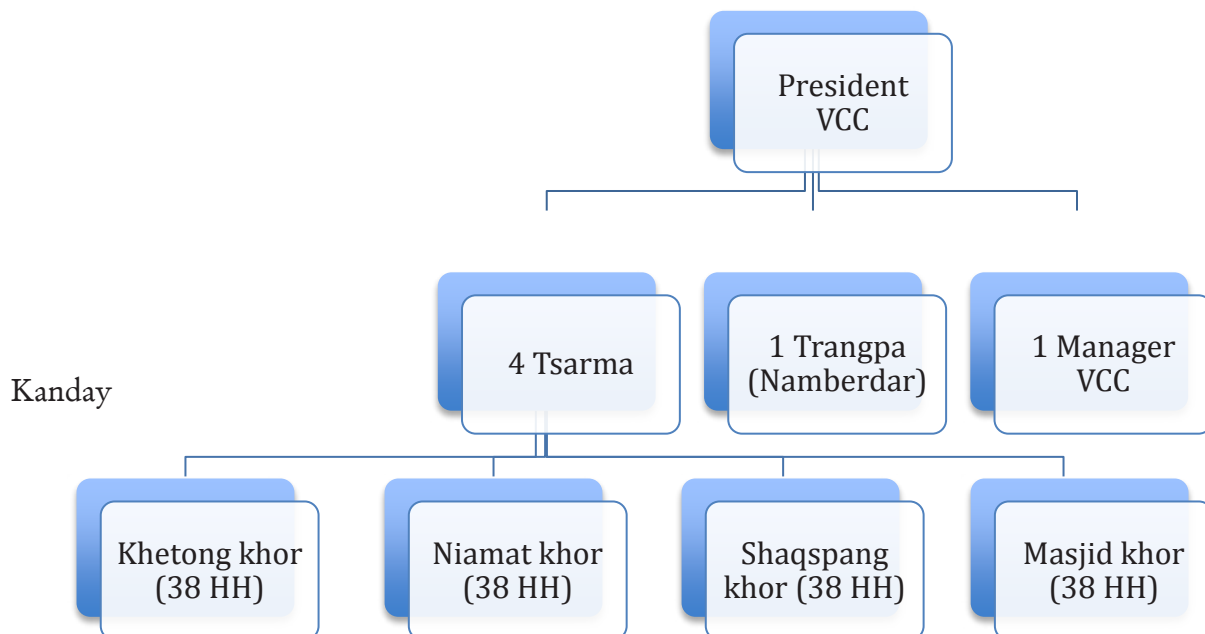 President
VCC
4 Tsarma
1 Trangpa
(Namberdar)
1 Manager
VCC
Kanday
Khetong khor
(38 HH)
Niamat khor
(38 HH)
Shaqspang
khor (38 HH)
Masjid khor
(38 HH)